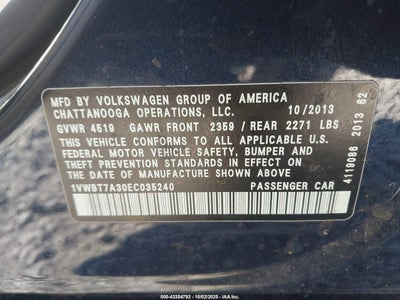 MFD BY VOLKSWAGEN GROUP OF AMERICA
CHATTANOOGA OPERATIONS, LLC. 10/2013
GVWR 4519 GAWR FRONT 2359 / REAR 2271 LBS
THIS VEHICLE CONFORMS TO ALL APPLICABLE U.S.
FEDERAL MOTOR VEHICLE SAFETY, BUMPER AND
THEFT PREVENTION STANDARDS IN EFFECT ON THE
DATE OF MANUFACTURE SHOWN ABOVE.
1VWBT7A30EC035240 PASSENGER CAR
4119086 2013 62
000-43354792 - 10/02/2025 - IAA Inc.